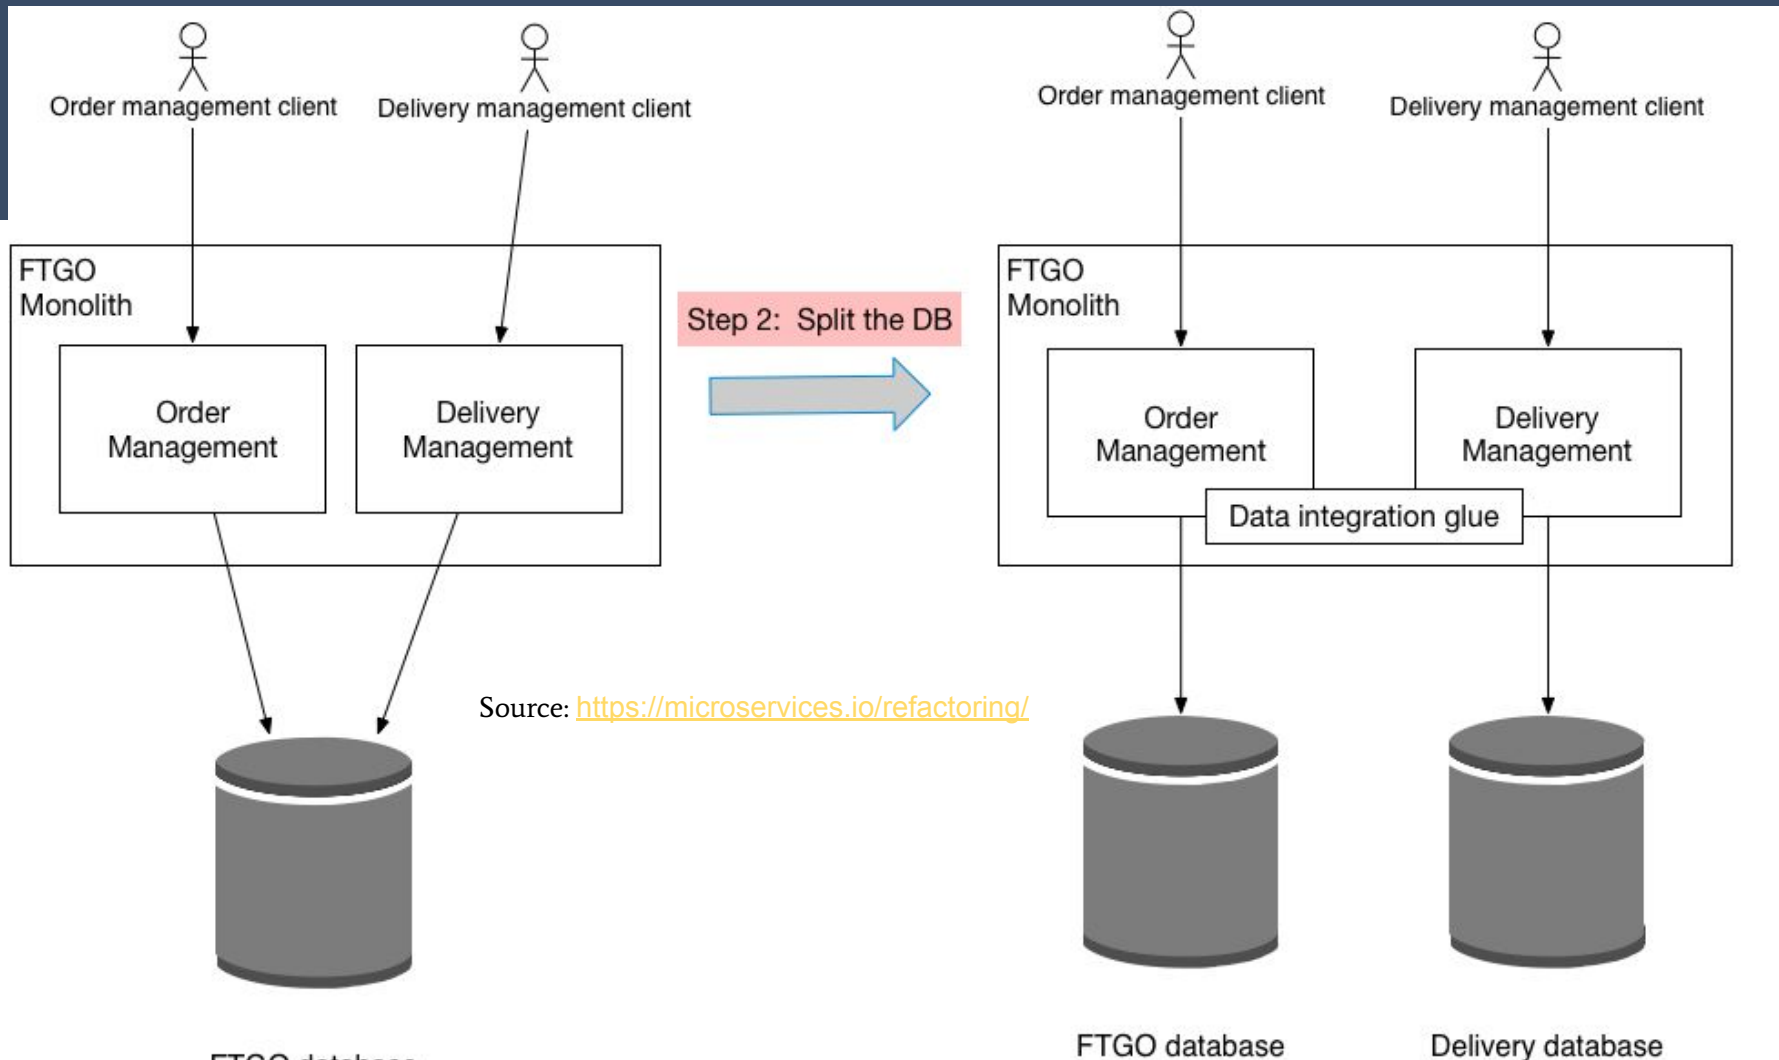 Order management client
Delivery management client
FTGO
Monolith
Order
Management
Delivery
Management
Step 2: Split the DB
Order management client
Delivery management client
FTGO
Monolith
Order
Management
Delivery
Management
Data integration glue
Source: https://microservices.io/refactoring/
FTGO database
FTGO database
Delivery database